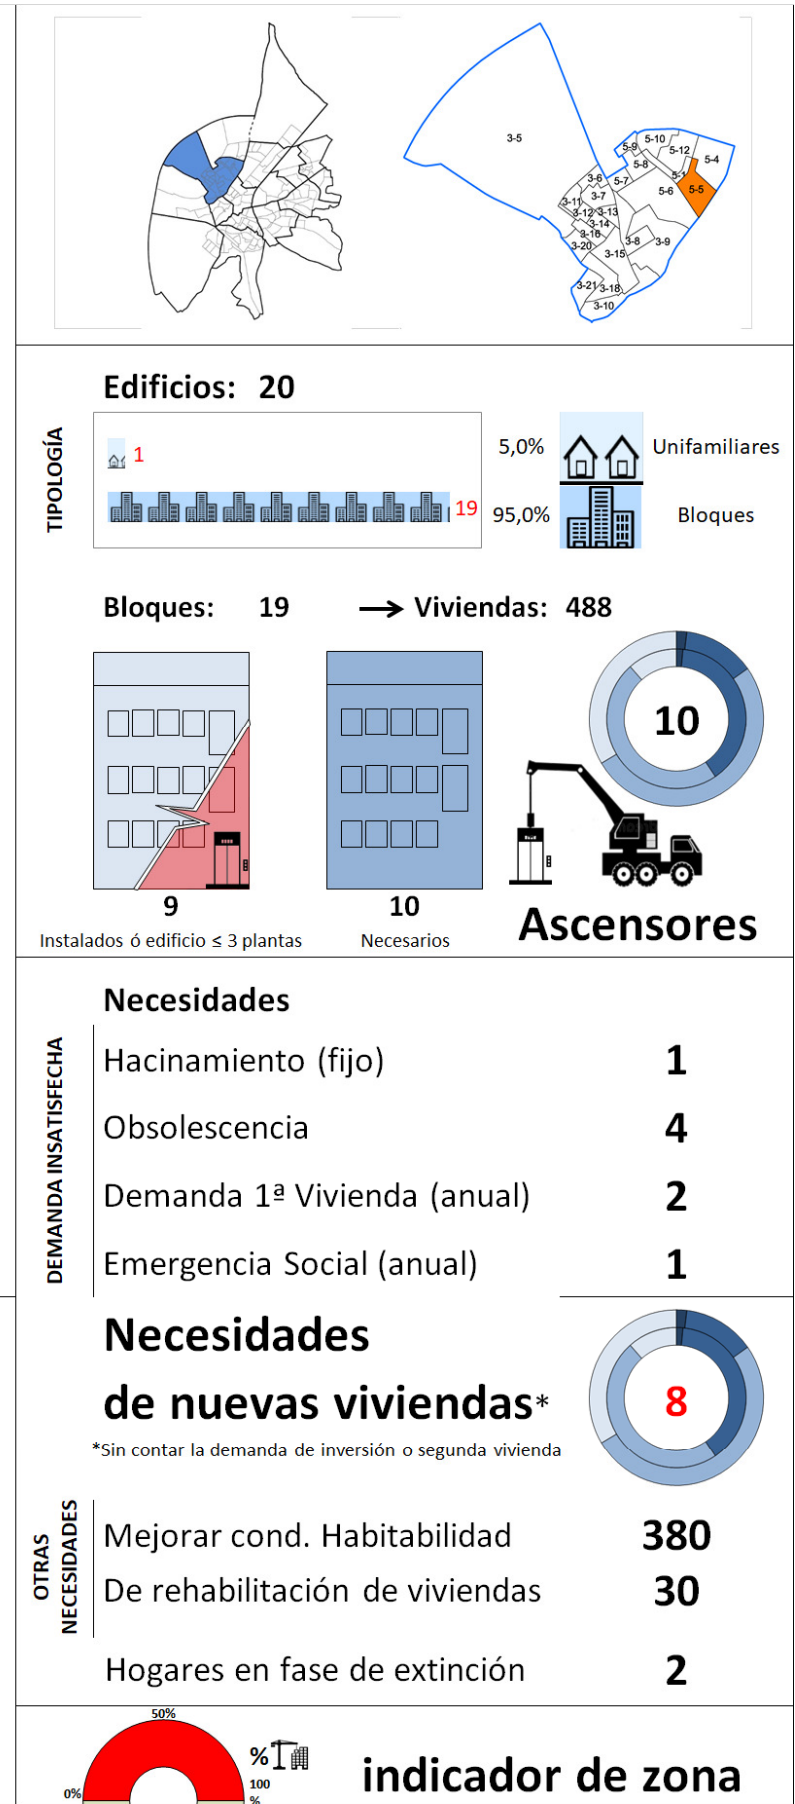 3-5
5-9
5-10
5-12
5-8
5-4
5-1
3-6
5-7
5-6
5-5
3-7
3-11
3-12
3-13
3-14
3-16
3-20
3-8
3-9
3-15
3-21
3-18
3-10
TIPOLOGÍA
Edificios: 20
1
5,0% Unifamiliares
19
95,0% Bloques
Bloques: 19 → Viviendas: 488
10
9
Instalados ó edificio ≤ 3 plantas
10
Necesarios
Ascensores
DEMANDA INSATISFECHA
Necesidades
Hacinamiento (fijo) 1
Obsolescencia 4
Demanda 1ª Vivienda (anual) 2
Emergencia Social (anual) 1
Necesidades
de nuevas viviendas*
8
*Sin contar la demanda de inversión o segunda vivienda
OTRAS
NECESIDADES
Mejorar cond. Habitabilidad 380
De rehabilitación de viviendas 30
Hogares en fase de extinción 2
50%
%
0%
100
%
indicador de zona